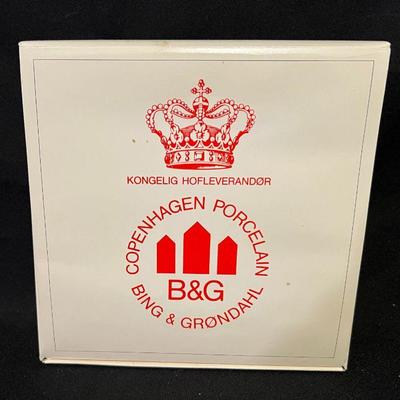 KONGELIG HOFLEVERANDØR
COPENHAGEN PORCELAIN
B&G
BING & GRØNDAHL